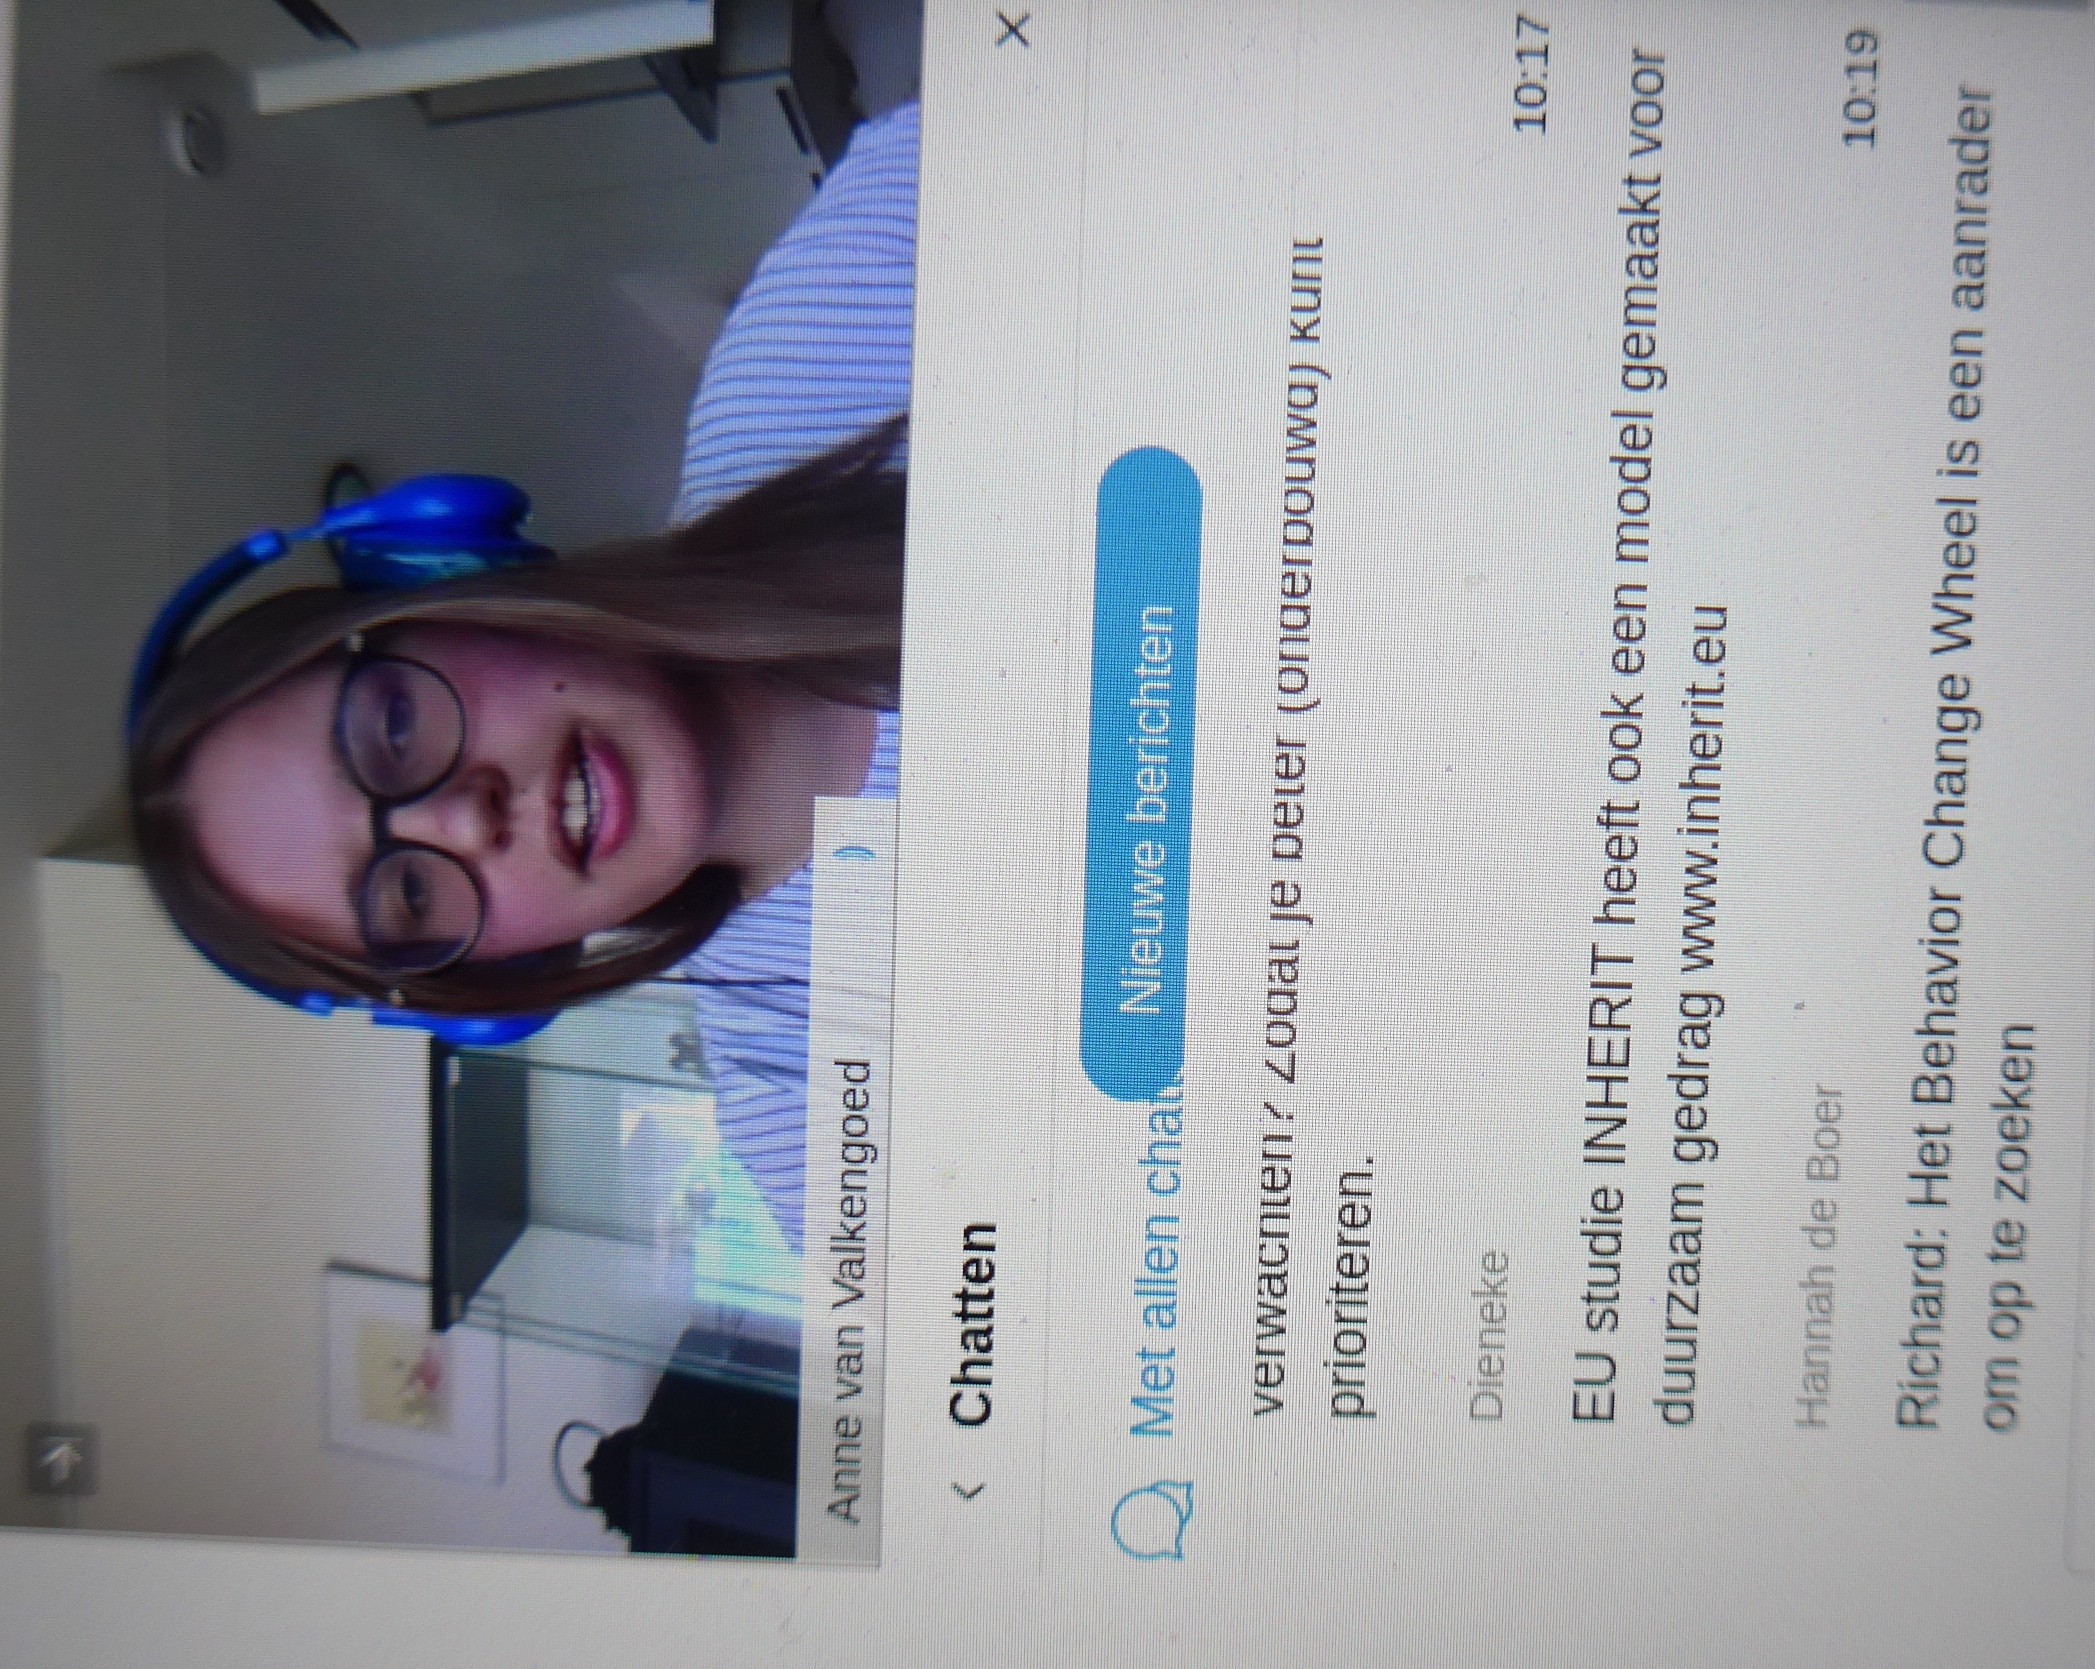 Anne van Valkengoed
Chatten
Met allen chat
Nieuwe berichten
verwachten? Zodat je beter (onderbouwd) kunt
prioriteren.
Dieneke
10:17
EU studie INHERIT heeft ook een model gemaakt voor
duurzaam gedrag www.inherit.eu
Hannah de Boer
10:19
Richard: Het Behavior Change Wheel is een aanrader
om op te zoeken